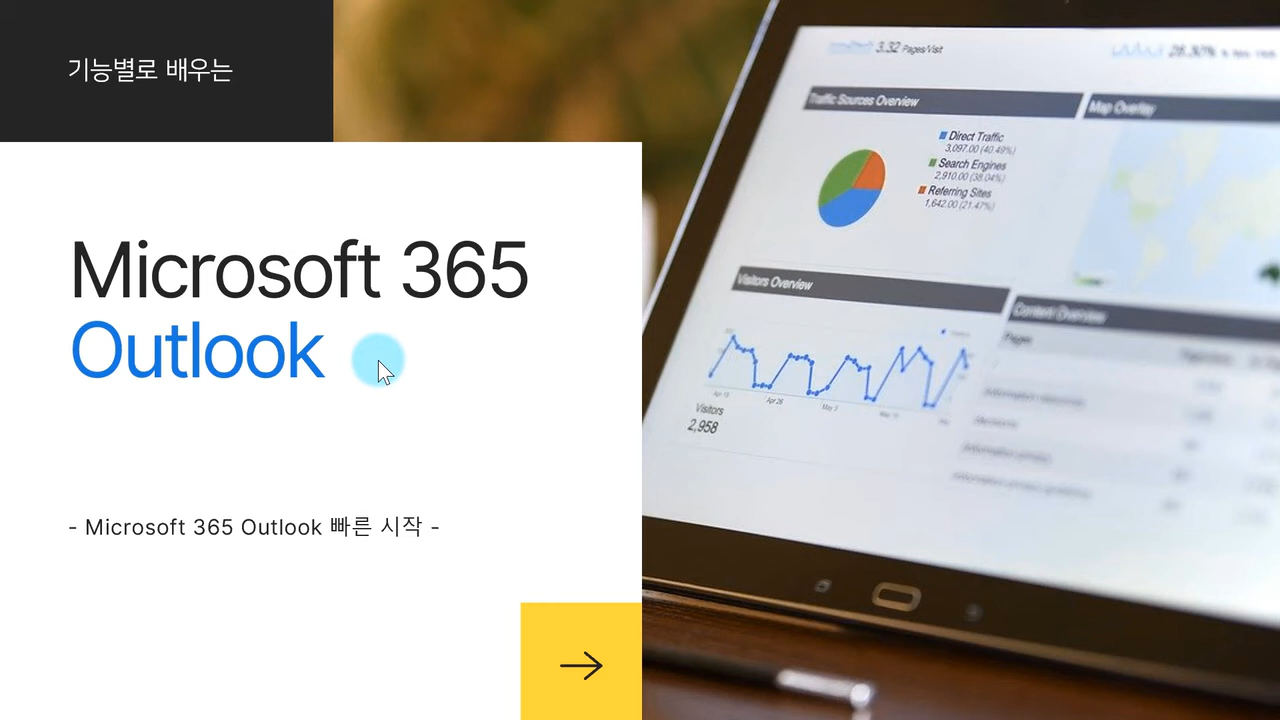 기능별로 배우는
Microsoft 365
Outlook
- Microsoft 365 Outlook 빠른 시작 -
3.32 Pages/Visit
Traffic Sources Overview
Map Overlay
Direct Traffic
3,097.00 (40.49%)
Search Engines
2,910.00 (38.04%)
Referring Sites
1,642.00 (21.47%)
Visitors Overview
Content Overview
Pages
Visitors
2,958